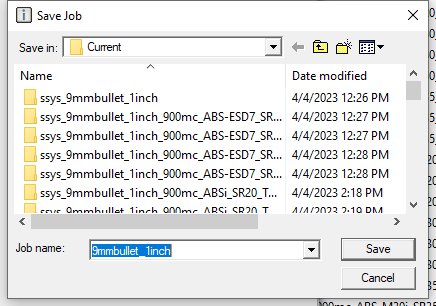 Save Job
Save in: Current
Name Date modified
ssys_9mmbullet_1inch 4/4/2023 12:26 PM
ssys_9mmbullet_1inch_900mc_ABS-ESD7_SR... 4/4/2023 12:27 PM
ssys_9mmbullet_1inch_900mc_ABS-ESD7_SR... 4/4/2023 12:27 PM
ssys_9mmbullet_1inch_900mc_ABS-ESD7_SR... 4/4/2023 12:28 PM
ssys_9mmbullet_1inch_900mc_ABS-ESD7_SR... 4/4/2023 12:28 PM
ssys_9mmbullet_1inch_900mc_ABSi_SR20_T... 4/4/2023 2:18 PM
ssys_9mmbullet_1inch_900mc_ABSi_SR20_T... 4/4/2023 2:19 PM
Job name: 9mmbullet_1inch Save
Cancel